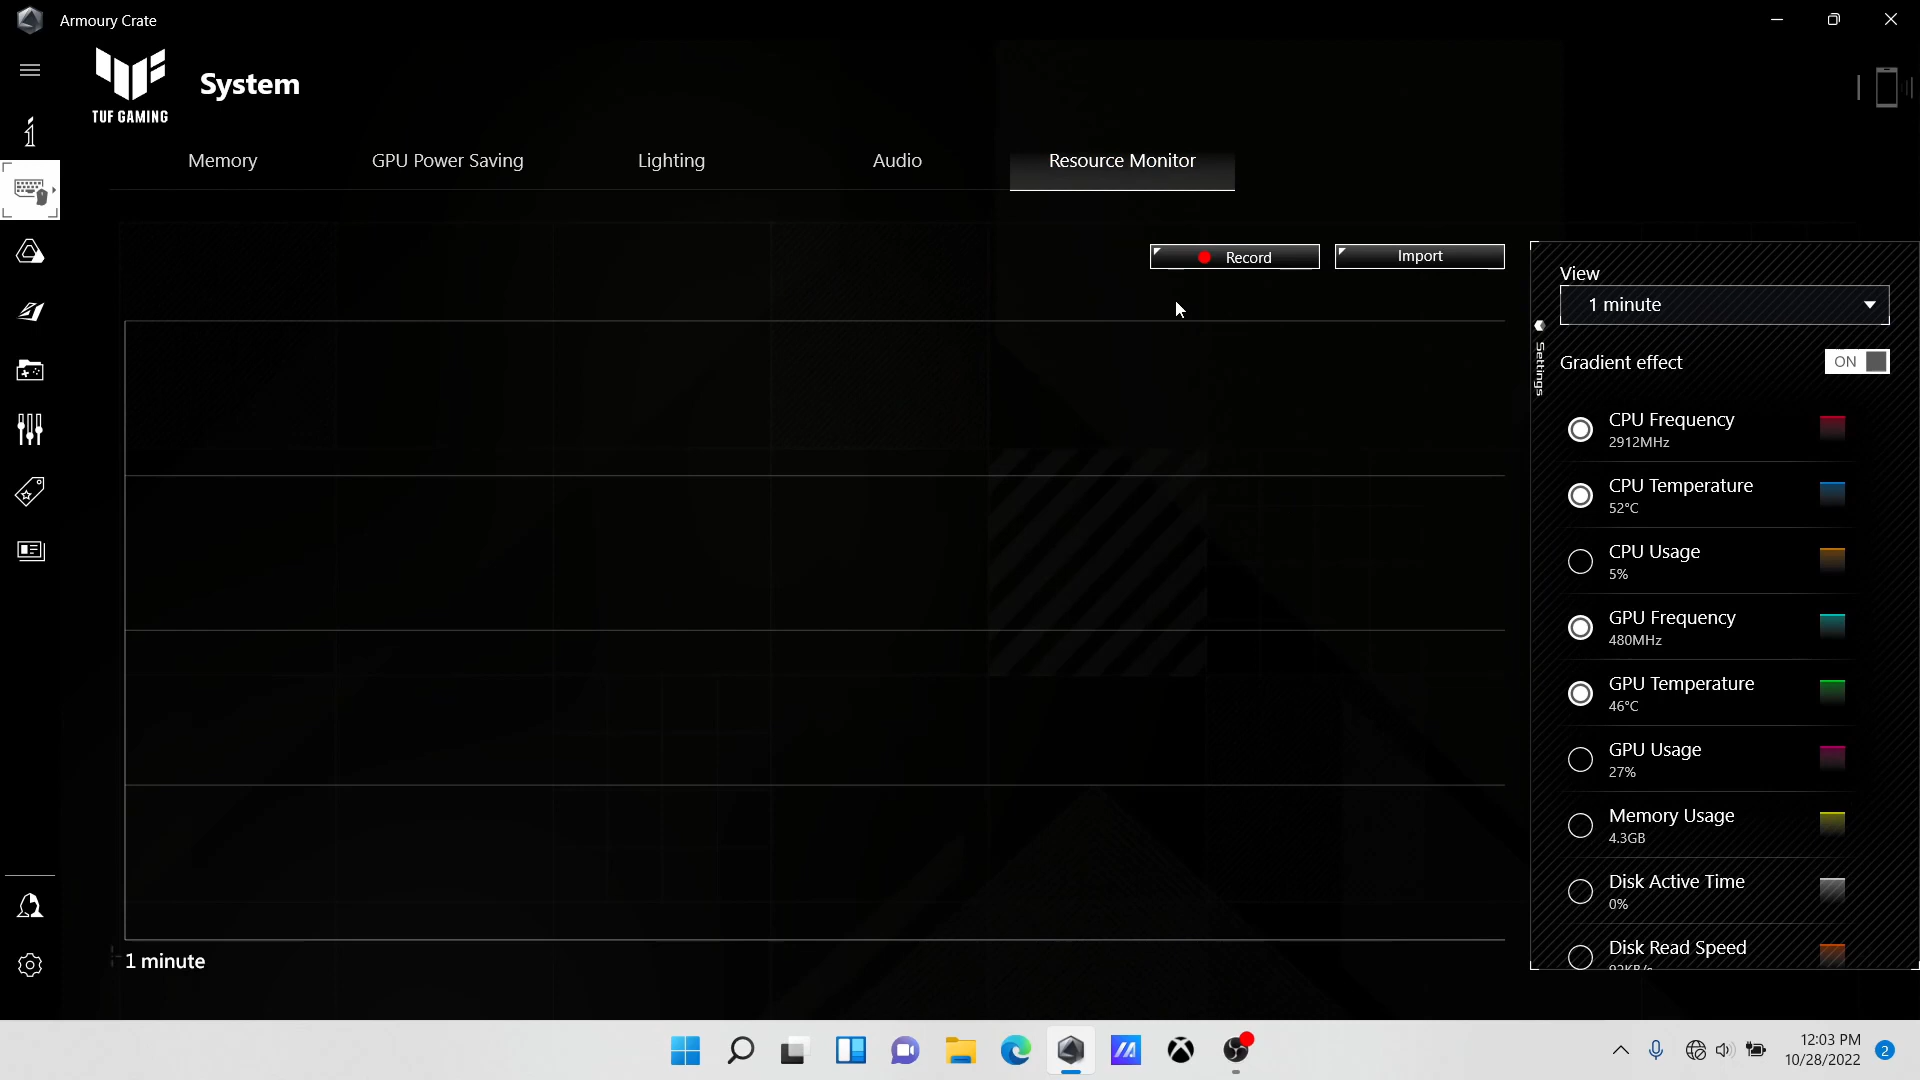 Armoury Crate
TUF GAMING
System
Memory
GPU Power Saving
Lighting
Audio
Resource Monitor
Record
Import
1 minute
Settings
View
1 minute
Gradient effect
ON
CPU Frequency
2912MHz
CPU Temperature
52°C
CPU Usage
5%
GPU Frequency
480MHz
GPU Temperature
46°C
GPU Usage
27%
Memory Usage
4.3GB
Disk Active Time
0%
Disk Read Speed
12:03 PM
10/28/2022
2